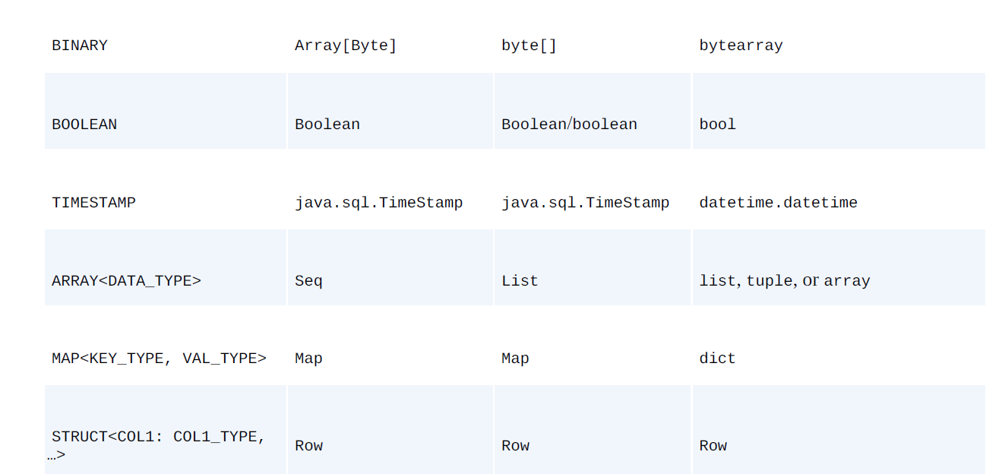 BINARY Array[Byte] byte[] bytearray
BOOLEAN Boolean Boolean/boolean bool
TIMESTAMP java.sql.TimeStamp java.sql.TimeStamp datetime.datetime
ARRAY<DATA_TYPE> Seq List list, tuple, or array
MAP<KEY_TYPE, VAL_TYPE> Map Map dict
STRUCT<COL1: COL1_TYPE,
…>
Row Row Row